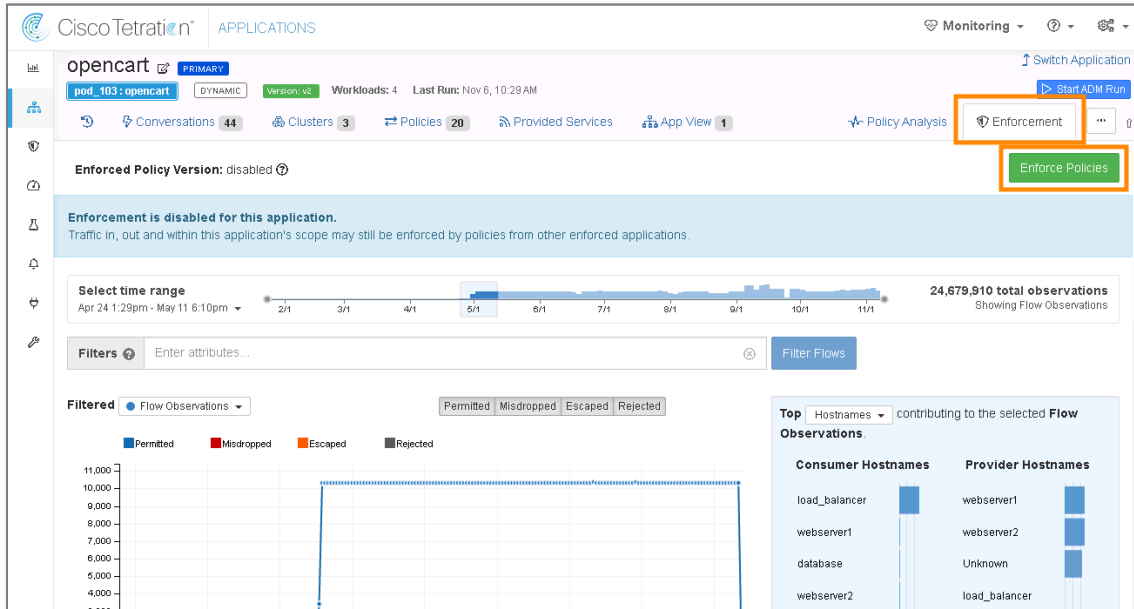 Cisco Tetration™ APPLICATIONS Monitoring
opencart PRIMARY Switch Application
pod_103 : opencart DYNAMIC Version: v2 Workloads: 4 Last Run: Nov 6, 10:29 AM Start ADM Run
Conversations 44 Clusters 3 Policies 20 Provided Services App View 1 Policy Analysis Enforcement ...
Enforced Policy Version: disabled Enforce Policies
Enforcement is disabled for this application.
Traffic in, out and within this application's scope may still be enforced by policies from other enforced applications.
Select time range
Apr 24 1:29pm - May 11 6:10pm
2/1 3/1 4/1 5/1 6/1 7/1 8/1 9/1 10/1 11/1
24,679,910 total observations
Showing Flow Observations
Filters Enter attributes... Filter Flows
Filtered Flow Observations Permitted Misdropped Escaped Rejected
Permitted Misdropped Escaped Rejected
11,000
10,000
9,000
8,000
7,000
6,000
5,000
4,000
Top Hostnames contributing to the selected Flow
Observations.
Consumer Hostnames Provider Hostnames
load_balancer webserver1
webserver1 webserver2
database Unknown
webserver2 load_balancer